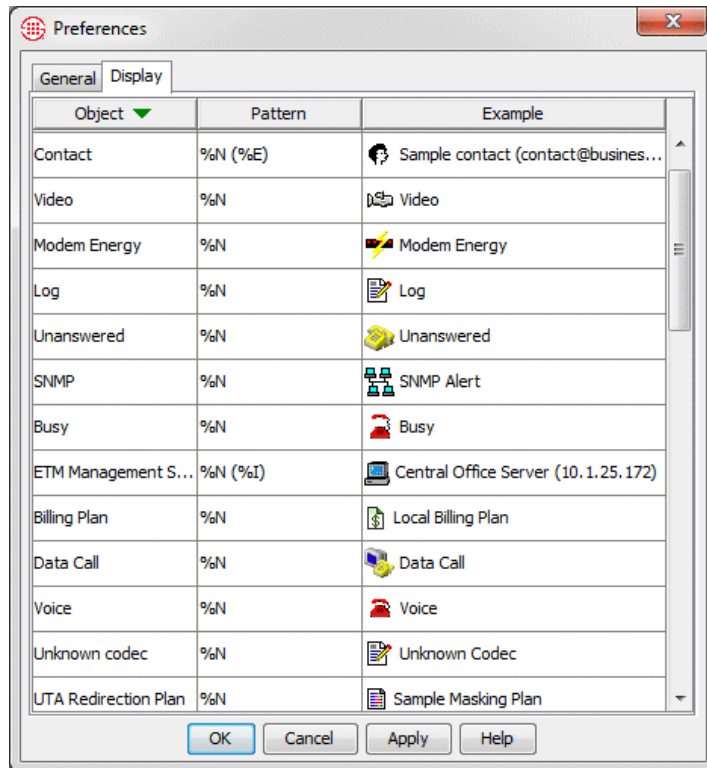 Preferences
General Display
Object Pattern Example
Contact %N (%E) Sample contact (contact@busines...
Video %N Video
Modem Energy %N Modem Energy
Log %N Log
Unanswered %N Unanswered
SNMP %N SNMP Alert
Busy %N Busy
ETM Management S... %N (%I) Central Office Server (10.1.25.172)
Billing Plan %N Local Billing Plan
Data Call %N Data Call
Voice %N Voice
Unknown codec %N Unknown Codec
UTA Redirection Plan %N Sample Masking Plan
OK Cancel Apply Help